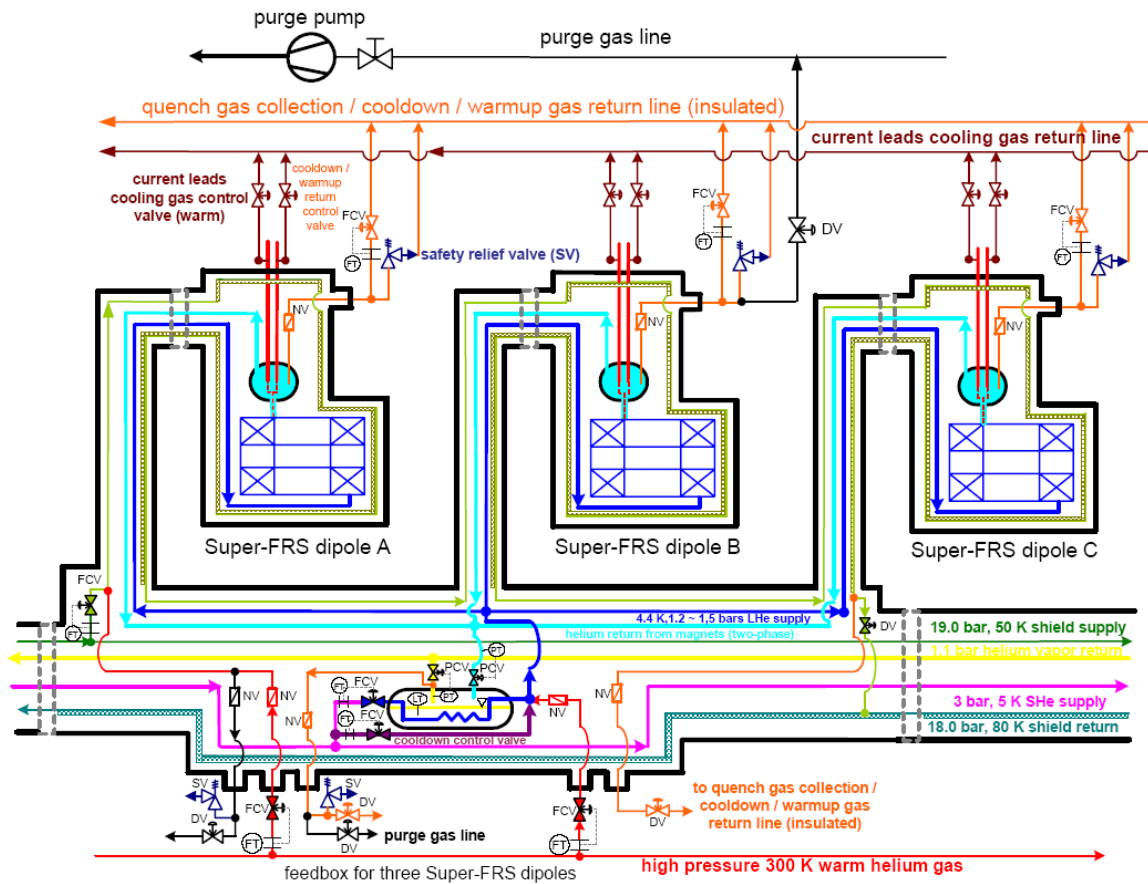 purge pump
purge gas line
quench gas collection / cooldown / warmup gas return line (insulated)
current leads cooling gas return line
current leads
cooling gas control
valve (warm)
cooldown /
warmup
return
control
valve
FCV
FT
safety relief valve (SV)
FCV
FT
DV
FCV
FT
NV
NV
NV
Super-FRS dipole A
Super-FRS dipole B
Super-FRS dipole C
FCV
FT
4.4 K,1.2 ~ 1,5 bars LHe supply
helium return from magnets (two-phase)
DV
19.0 bar, 50 K shield supply
1.1 bar helium vapor return
PCV
PT
PCV
PT
LT
NV
NV
NV
FT
FCV
FT
FCV
NV
NV
3 bar, 5 K SHe supply
18.0 bar, 80 K shield return
cooldown control valve
SV
DV
FCV
FT
SV
DV
DV
purge gas line
FCV
FT
DV
to quench gas collection /
cooldown / warmup gas
return line (insulated)
high pressure 300 K warm helium gas
feedbox for three Super-FRS dipoles